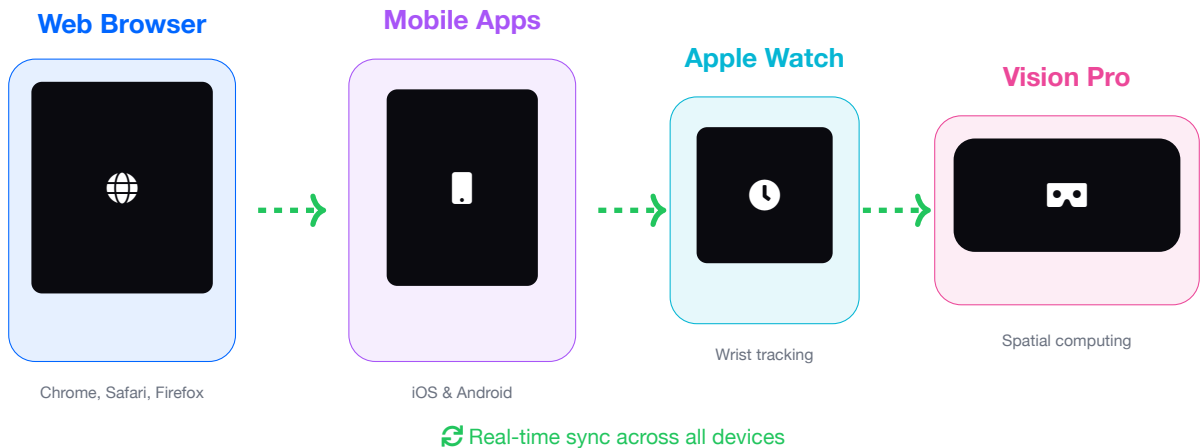 Web Browser
Mobile Apps
Apple Watch
Vision Pro
Chrome, Safari, Firefox
iOS & Android
Wrist tracking
Spatial computing
Real-time sync across all devices